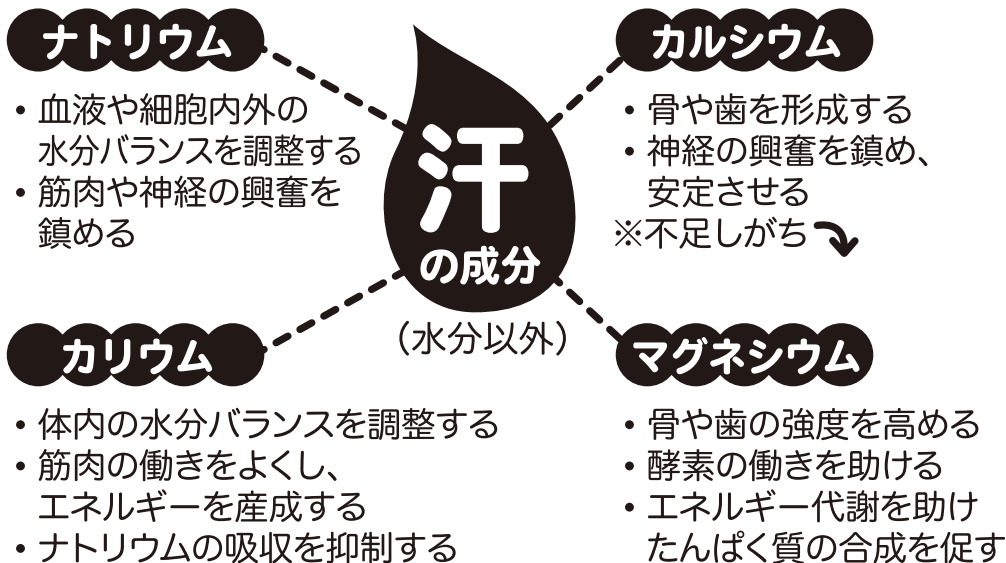 ナトリウム
・血液や細胞内外の
水分バランスを調整する
・筋肉や神経の興奮を
鎮める
カルシウム
・骨や歯を形成する
・神経の興奮を鎮め、
安定させる
※不足しがち
汗
の成分
（水分以外）
カリウム
・体内の水分バランスを調整する
・筋肉の働きをよくし、
エネルギーを産成する
・ナトリウムの吸収を抑制する
マグネシウム
・骨や歯の強度を高める
・酵素の働きを助ける
・エネルギー代謝を助け
たんぱく質の合成を促す